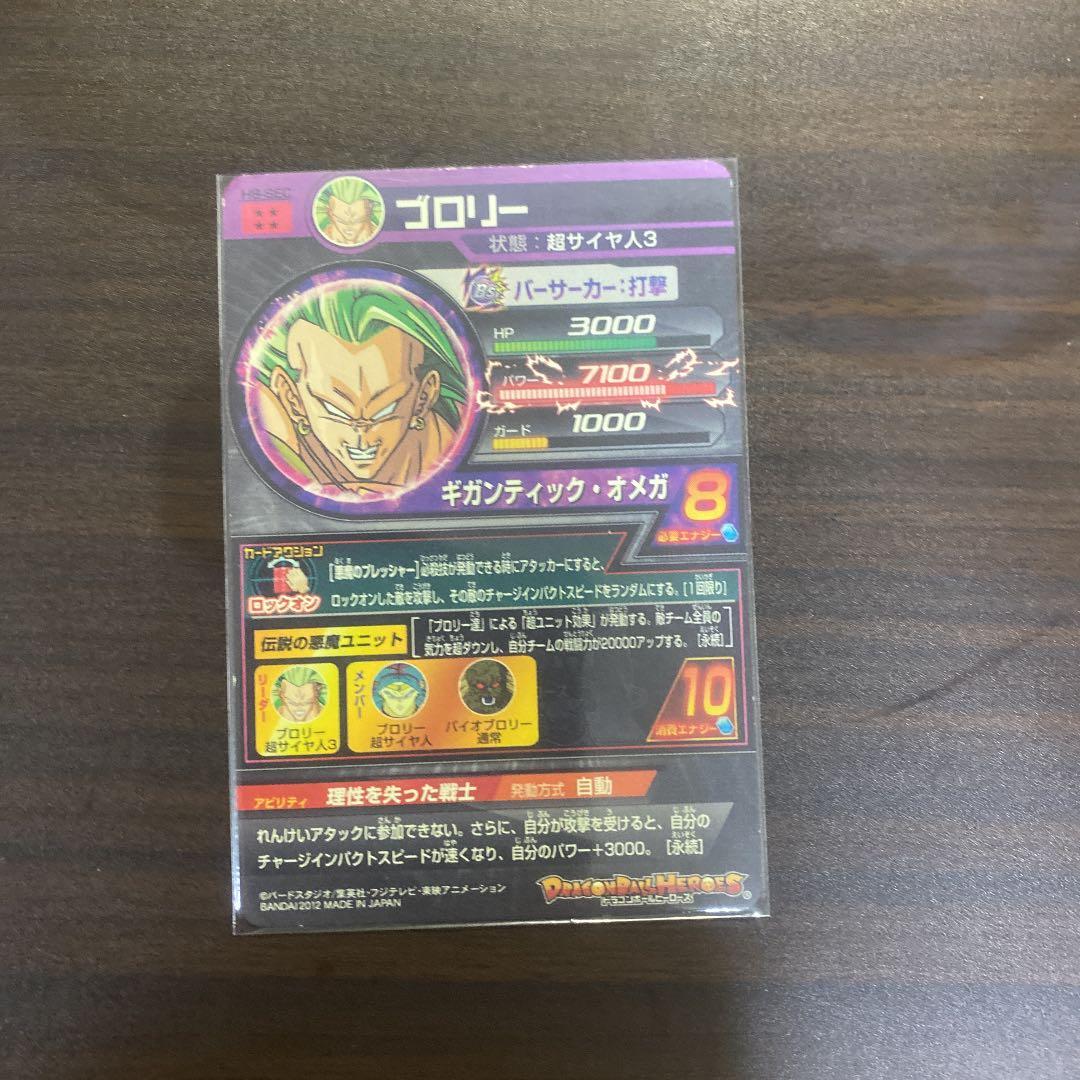 H8-SEC
ブロリー
状態：超サイヤ人3
BS バーサーカー：打撃
HP 3000
パワー 7100
ガード 1000
ギガンティック・オメガ 8
必要エナジー
カードアクション
ロックオン
[悪魔のプレッシャー]必殺技が発動できる時にアタッカーにすると、
ロックオンした敵を攻撃し、その敵のチャージインパクトスピードをランダムにする。[1回限り]
伝説の悪魔ユニット
「ブロリー達」による「超ユニット効果」が発動する。敵チーム全員の
気力を超ダウンし、自分チームの戦闘力が20000アップする。[永続]
リーダー
ブロリー
超サイヤ人3
メンバー
ブロリー
超サイヤ人
バイオブロリー
通常
10
消費エナジー
アビリティ 理性を失った戦士 発動方式 自動
れんけいアタックに参加できない。さらに、自分が攻撃を受けると、自分の
チャージインパクトスピードが速くなり、自分のパワー+3000。[永続]
©バードスタジオ/集英社・フジテレビ・東映アニメーション
BANDAI 2012 MADE IN JAPAN
DRAGONBALL HEROES
ドラゴンボールヒーローズ